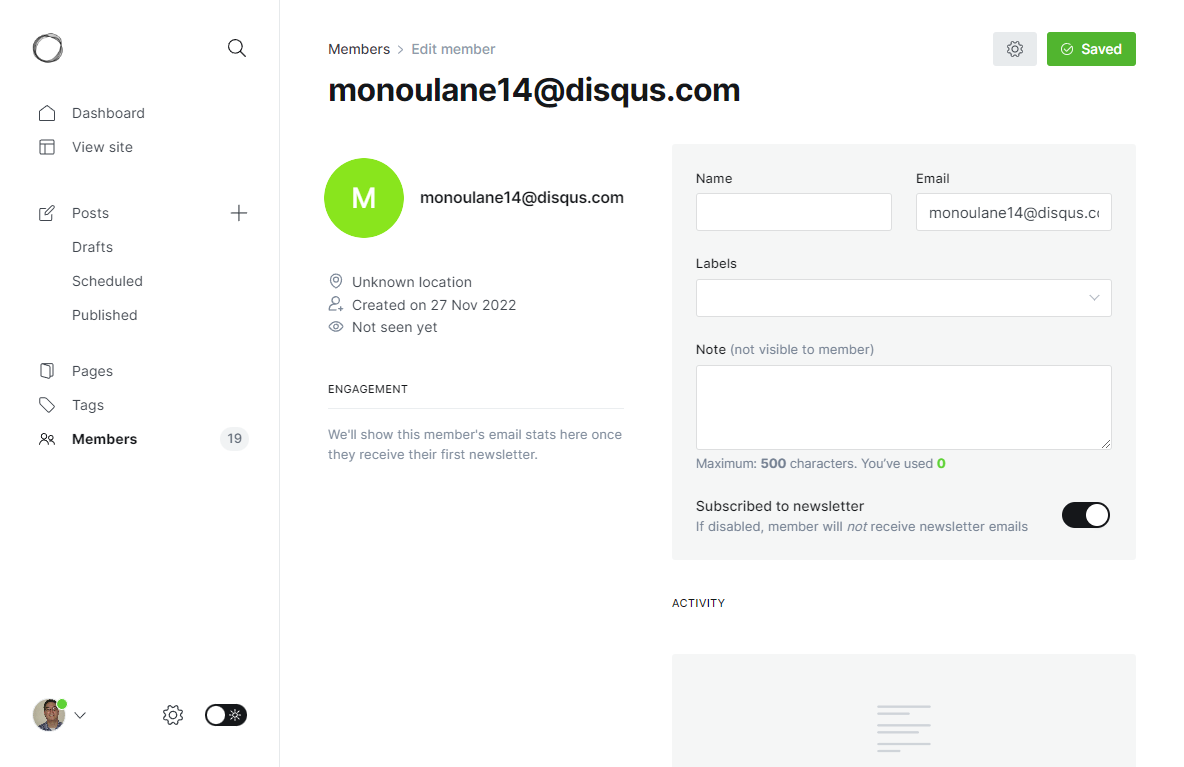 Dashboard
View site
Posts
Drafts
Scheduled
Published
Pages
Tags
Members 19
Members > Edit member
Saved
monoulane14@disqus.com
M
monoulane14@disqus.com
Unknown location
Created on 27 Nov 2022
Not seen yet
ENGAGEMENT
We'll show this member's email stats here once
they receive their first newsletter.
Name
Email
monoulane14@disqus.co
Labels
Note (not visible to member)
Maximum: 500 characters. You've used 0
Subscribed to newsletter
If disabled, member will not receive newsletter emails
ACTIVITY